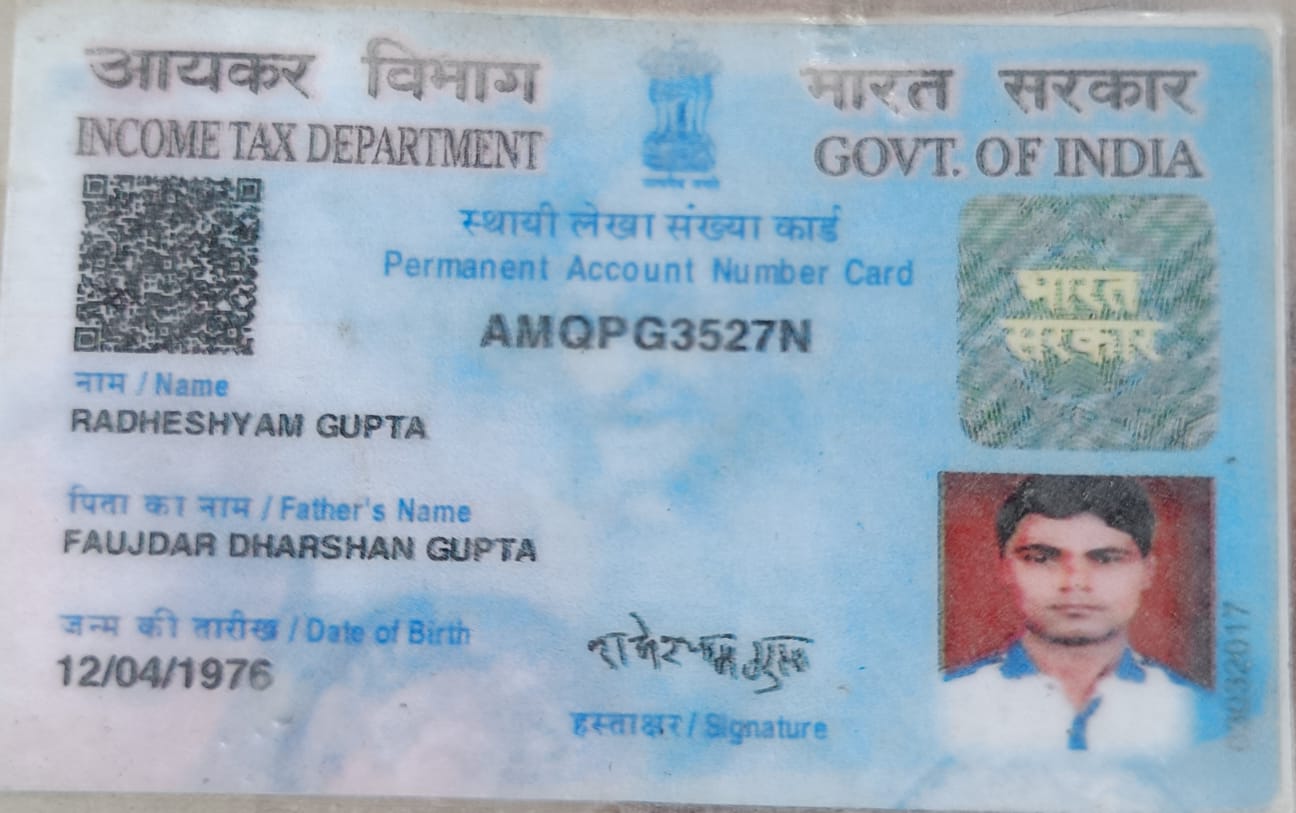 आयकर विभाग
INCOME TAX DEPARTMENT
भारत सरकार
GOVT. OF INDIA
स्थायी लेखा संख्या कार्ड
Permanent Account Number Card
AMQPG3527N
भारत
सरकार
नाम / Name
RADHESHYAM GUPTA
पिता का नाम / Father's Name
FAUJDAR DHARSHAN GUPTA
जन्म की तारीख / Date of Birth
12/04/1976
हस्ताक्षर / Signature